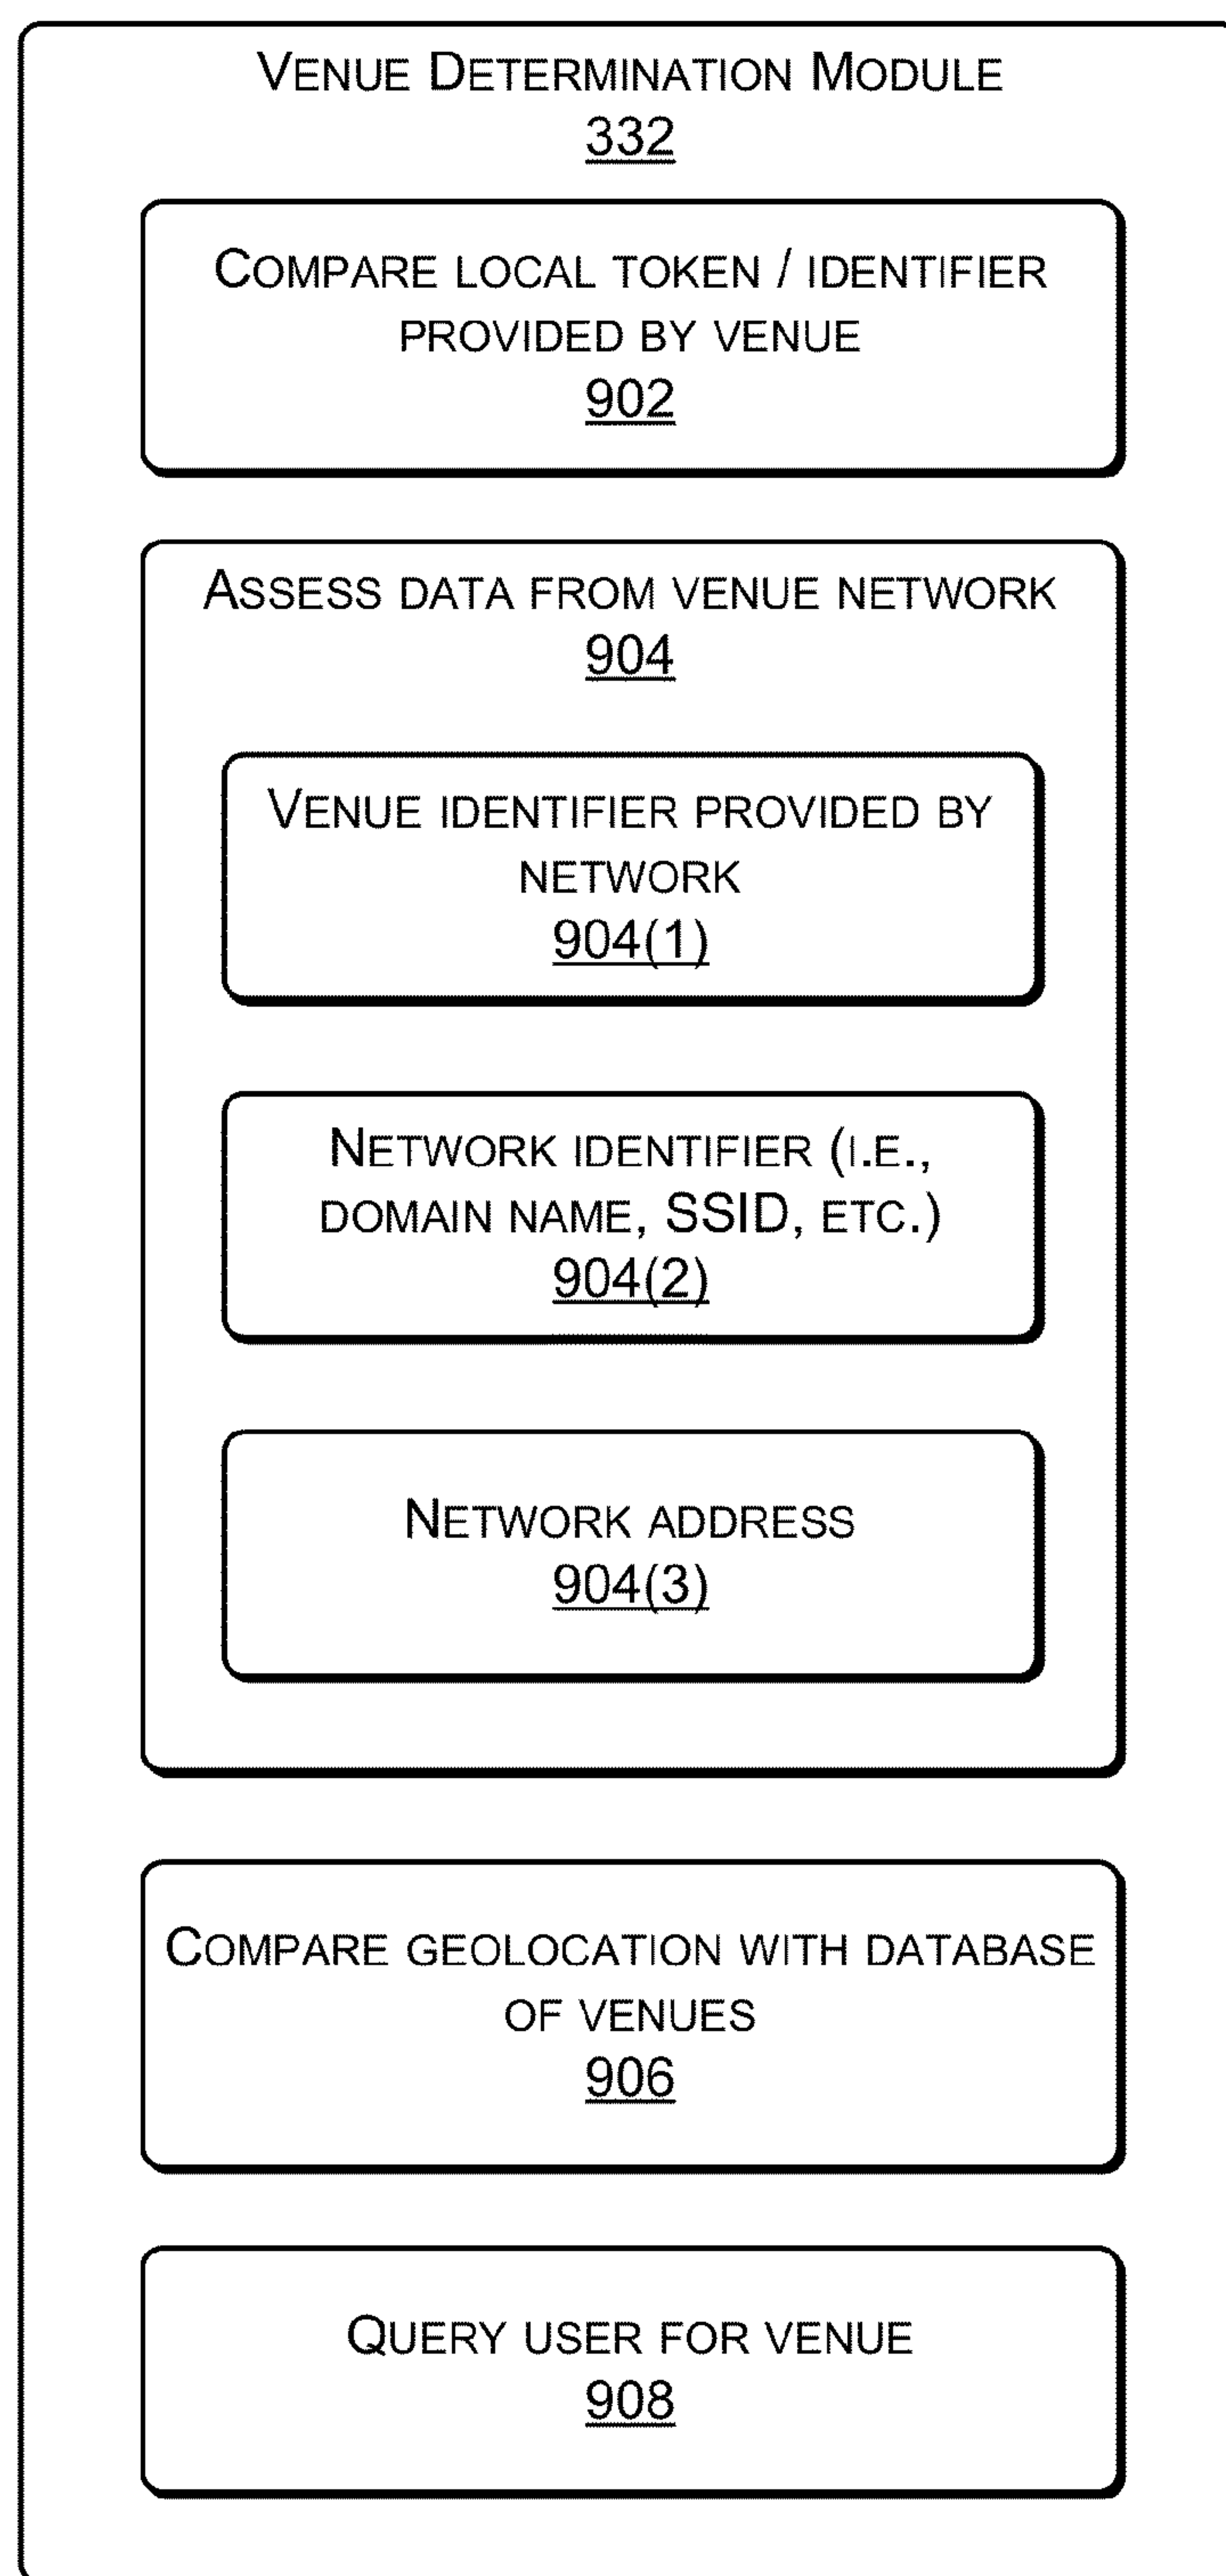 VENUE DETERMINATION MODULE
332
COMPARE LOCAL TOKEN / IDENTIFIER
PROVIDED BY VENUE
902
ASSESS DATA FROM VENUE NETWORK
904
VENUE IDENTIFIER PROVIDED BY
NETWORK
904(1)
NETWORK IDENTIFIER (I.E.,
DOMAIN NAME, SSID, ETC.)
904(2)
NETWORK ADDRESS
904(3)
COMPARE GEOLOCATION WITH DATABASE
OF VENUES
906
QUERY USER FOR VENUE
908